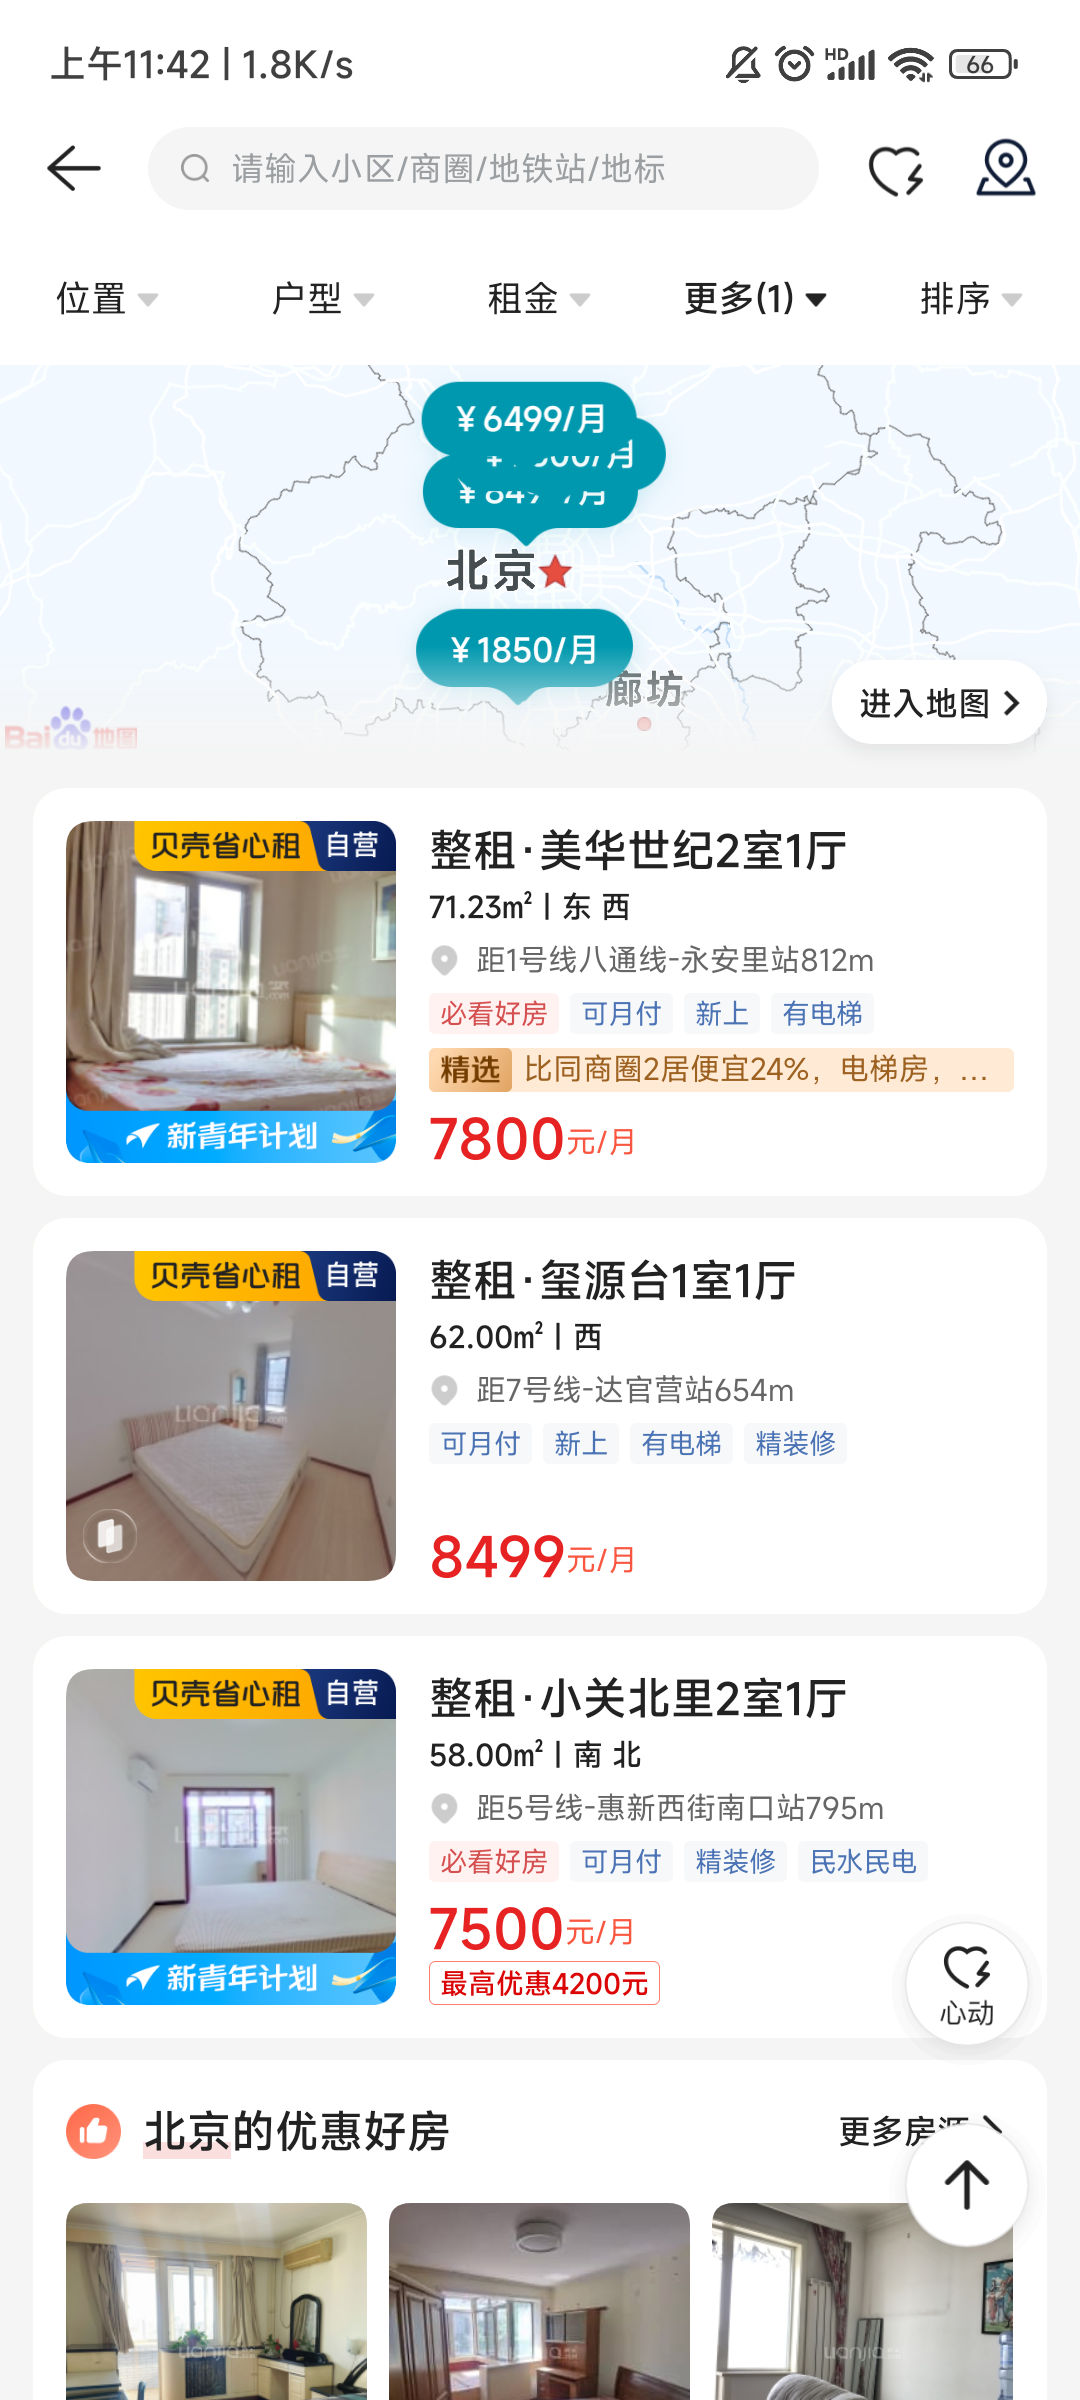 上午11:42 | 1.8K/s
HD
66
请输入小区/商圈/地铁站/地标
位置
户型
租金
更多(1)
排序
¥6499/月
北京
¥1850/月
廊坊
Bai du 地图
进入地图
贝壳省心租 自营
新青年计划
整租·美华世纪2室1厅
71.23㎡ | 东 西
距1号线八通线-永安里站812m
必看好房 可月付 新上 有电梯
精选 比同商圈2居便宜24%，电梯房，...
7800元/月
贝壳省心租 自营
整租·玺源台1室1厅
62.00㎡ | 西
距7号线-达官营站654m
可月付 新上 有电梯 精装修
8499元/月
贝壳省心租 自营
新青年计划
整租·小关北里2室1厅
58.00㎡ | 南 北
距5号线-惠新西街南口站795m
必看好房 可月付 精装修 民水民电
7500元/月
最高优惠4200元
心动
北京的优惠好房
更多房源